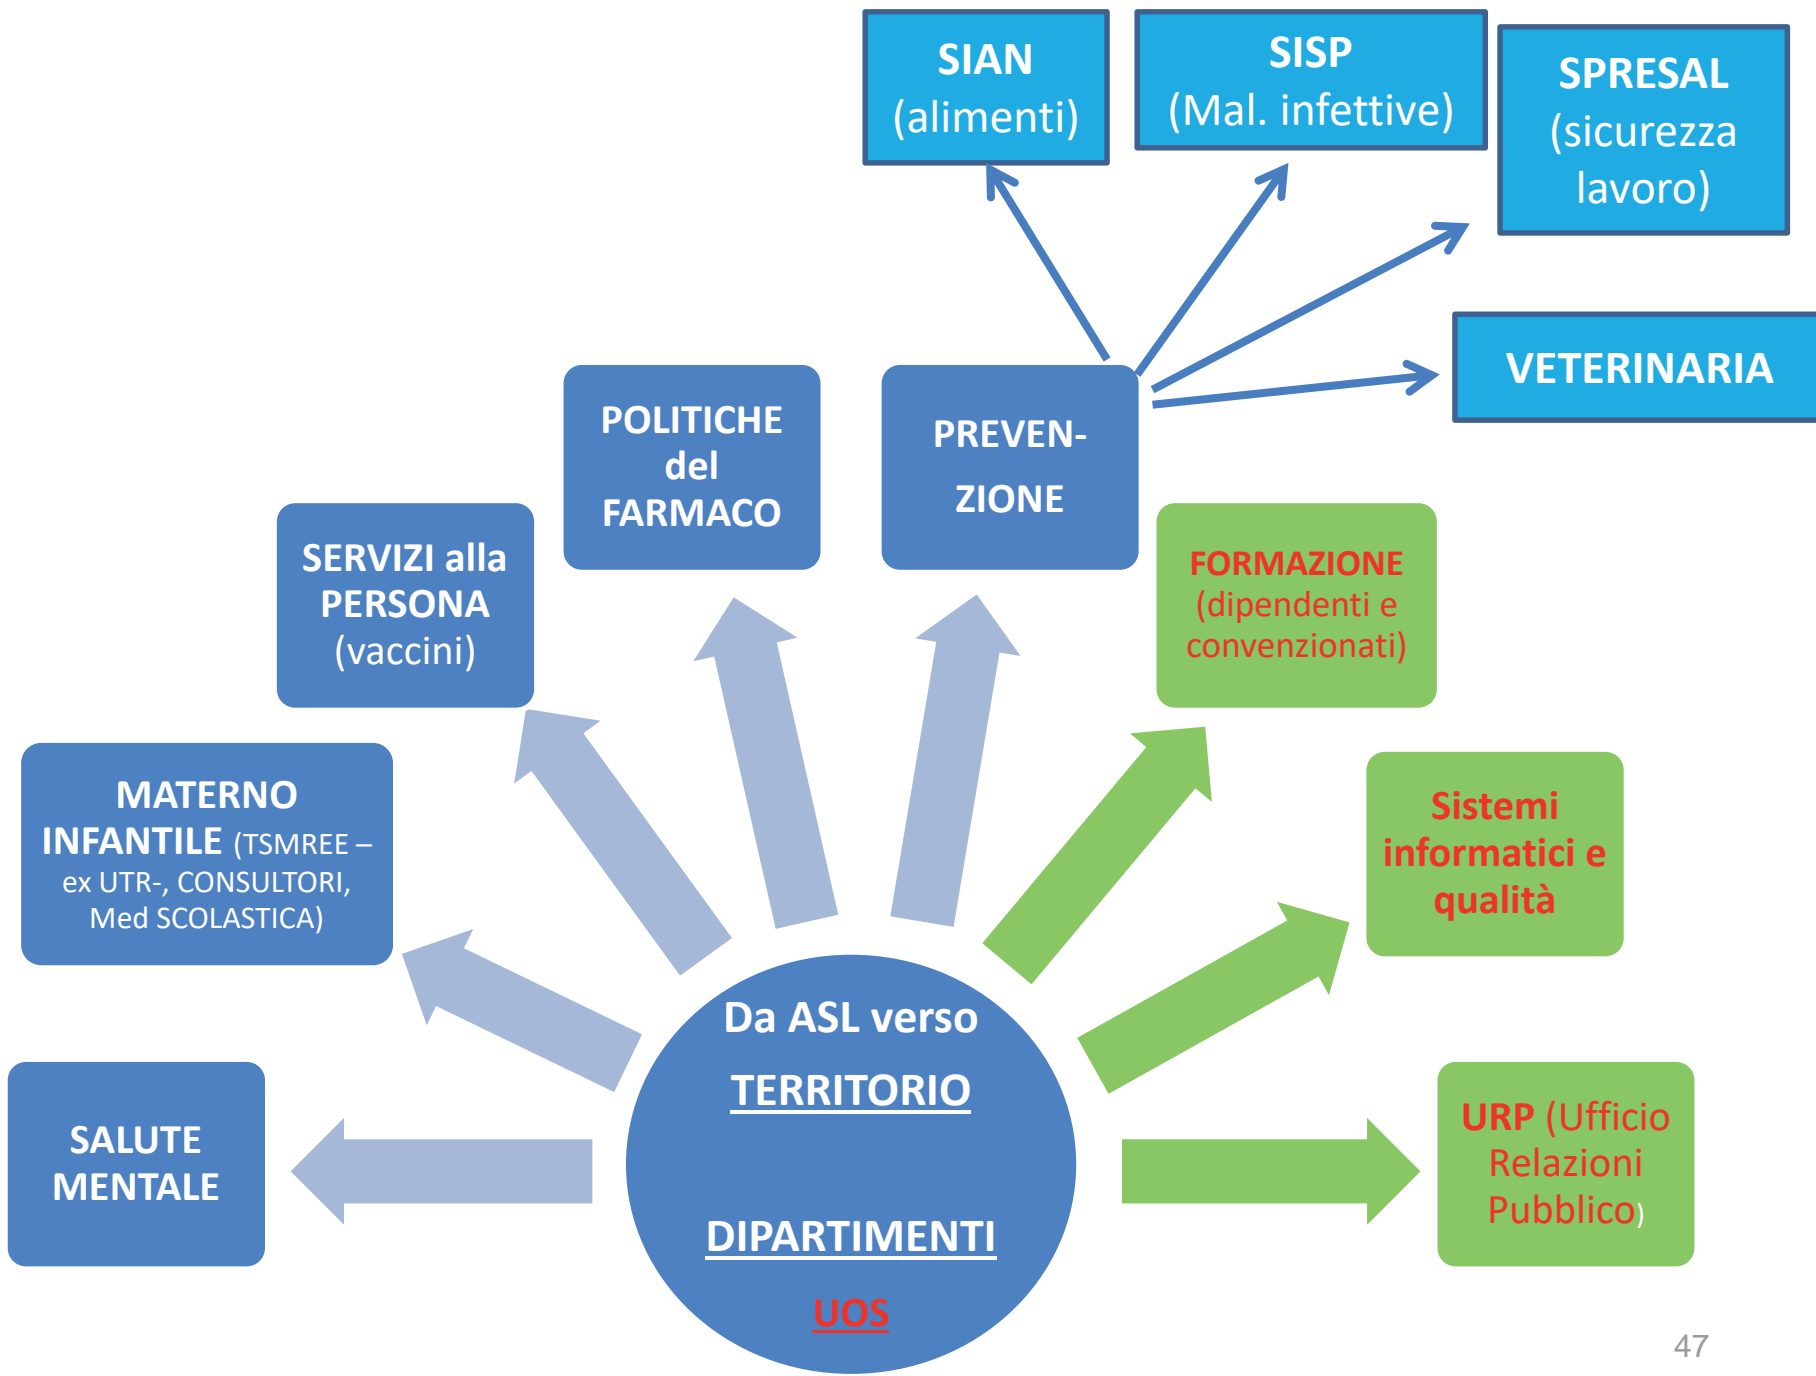 SIAN
(alimenti)
SISP
(Mal. infettive)
SPRESAL
(sicurezza
lavoro)
VETERINARIA
POLITICHE
del
FARMACO
PREVEN-
ZIONE
SERVIZI alla
PERSONA
(vaccini)
FORMAZIONE
(dipendenti e
convenzionati)
MATERNO
INFANTILE (TSMREE –
ex UTR-, CONSULTORI,
Med SCOLASTICA)
Sistemi
informatici e
qualità
SALUTE
MENTALE
Da ASL verso
TERRITORIO
DIPARTIMENTI
UOS
URP (Ufficio
Relazioni
Pubblico)
47